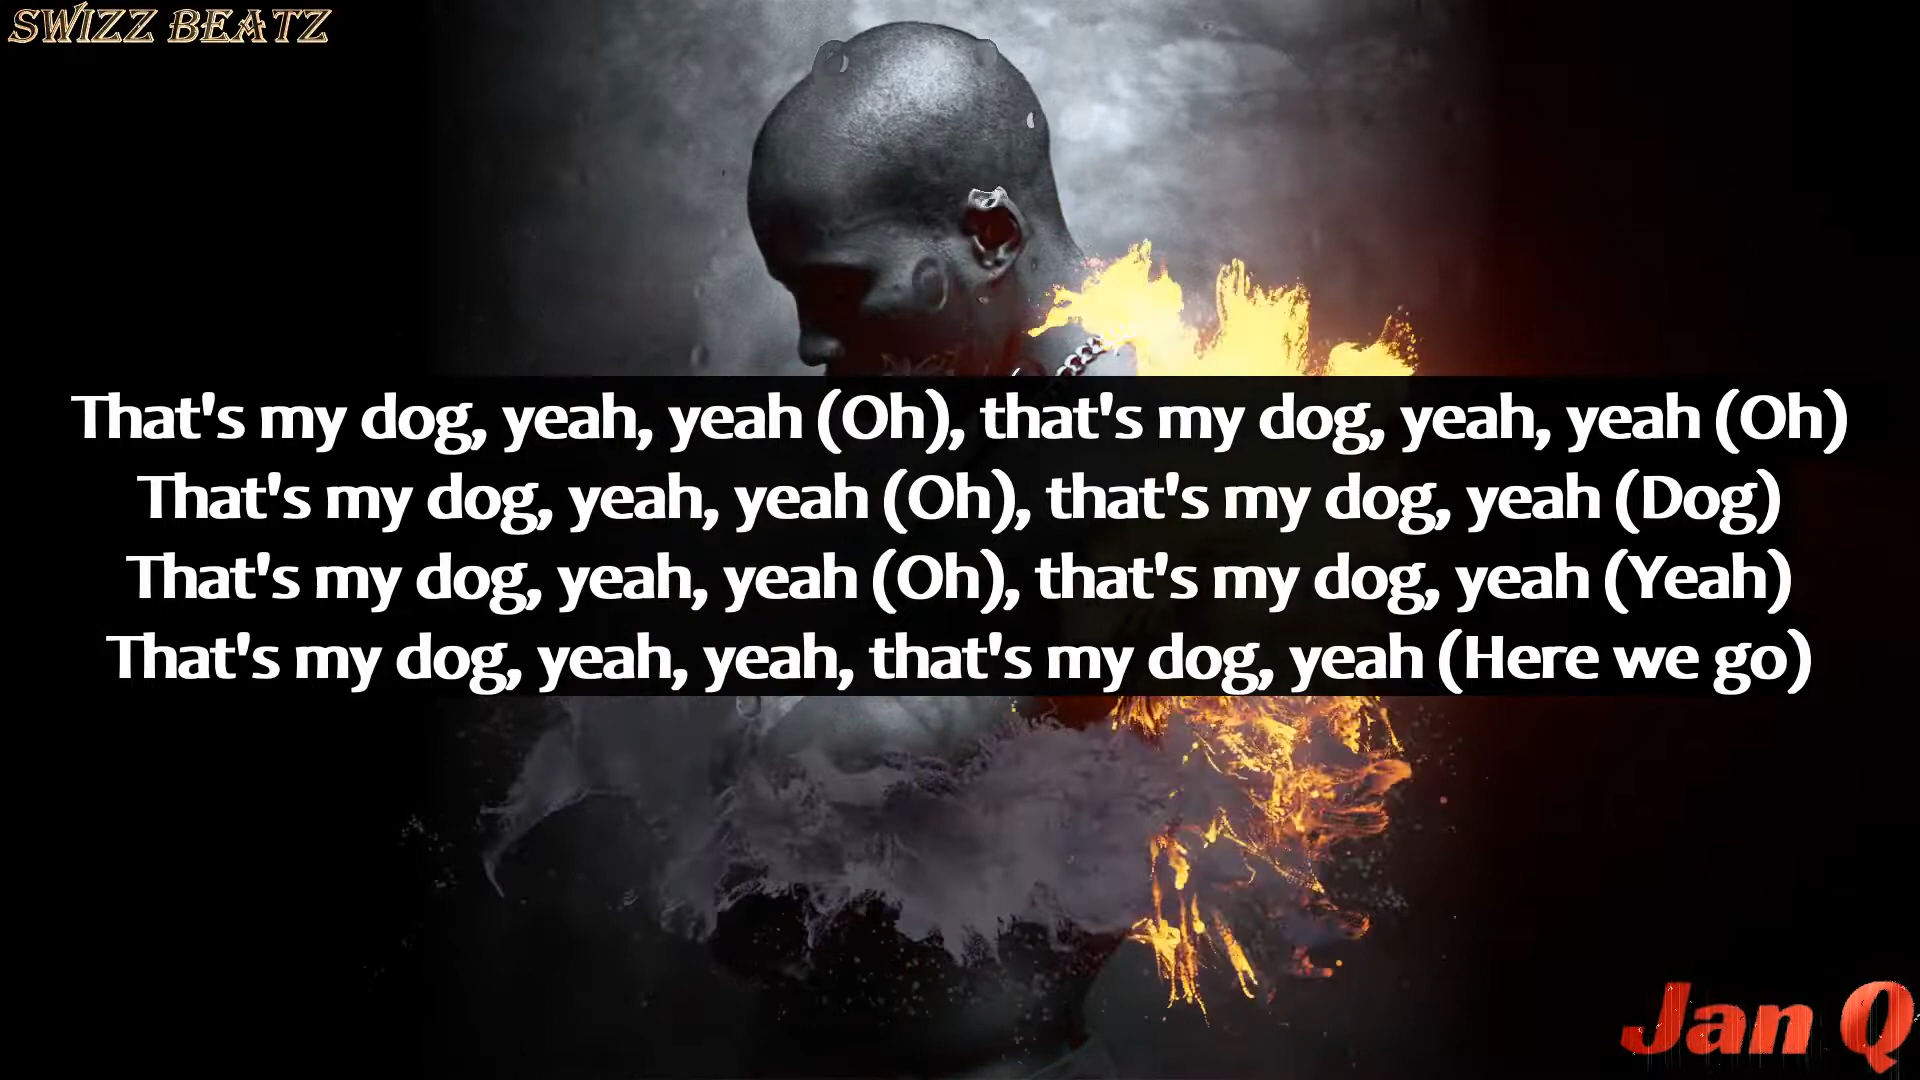 SWIZZ BEATZ
That's my dog, yeah, yeah (Oh), that's my dog, yeah, yeah (Oh)
That's my dog, yeah, yeah (Oh), that's my dog, yeah (Dog)
That's my dog, yeah, yeah (Oh), that's my dog, yeah (Yeah)
That's my dog, yeah, yeah, that's my dog, yeah (Here we go)
Jan Q